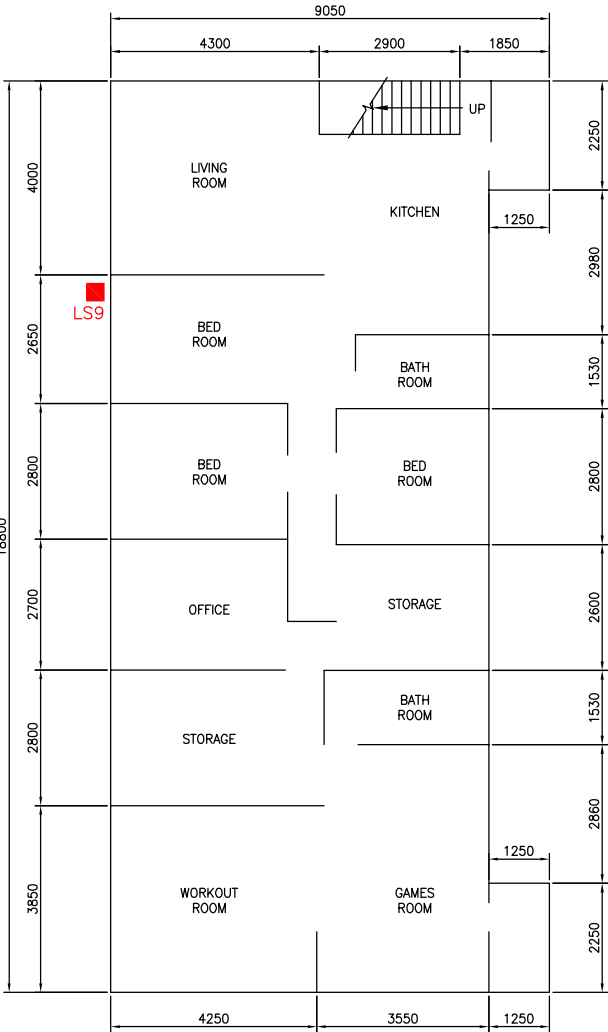 9050
4300
2900
1850
UP
LIVING
ROOM
KITCHEN
4000
2250
1250
2980
LS9
2650
BED
ROOM
BATH
ROOM
1530
2800
BED
ROOM
BED
ROOM
2800
18800
2700
OFFICE
STORAGE
2600
BATH
ROOM
1530
2800
STORAGE
2860
1250
3850
WORKOUT
ROOM
GAMES
ROOM
2250
4250
3550
1250